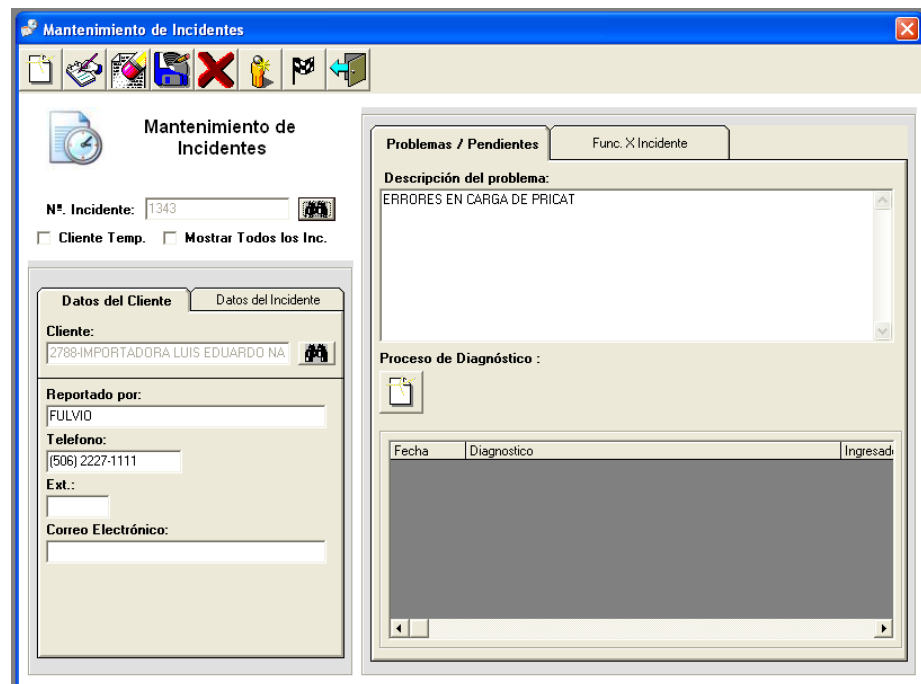 Mantenimiento de Incidentes
Mantenimiento de
Incidentes
Nº. Incidente: 1343
Cliente Temp. Mostrar Todos los Inc.
Datos del Cliente Datos del Incidente
Cliente:
2788-IMPORTADORA LUIS EDUARDO NA
Reportado por:
FULVIO
Telefono:
(506) 2227-1111
Ext.:
Correo Electrónico:
Problemas / Pendientes Func. X Incidente
Descripción del problema:
ERRORES EN CARGA DE PRICAT
Proceso de Diagnóstico :
Fecha Diagnostico Ingresad